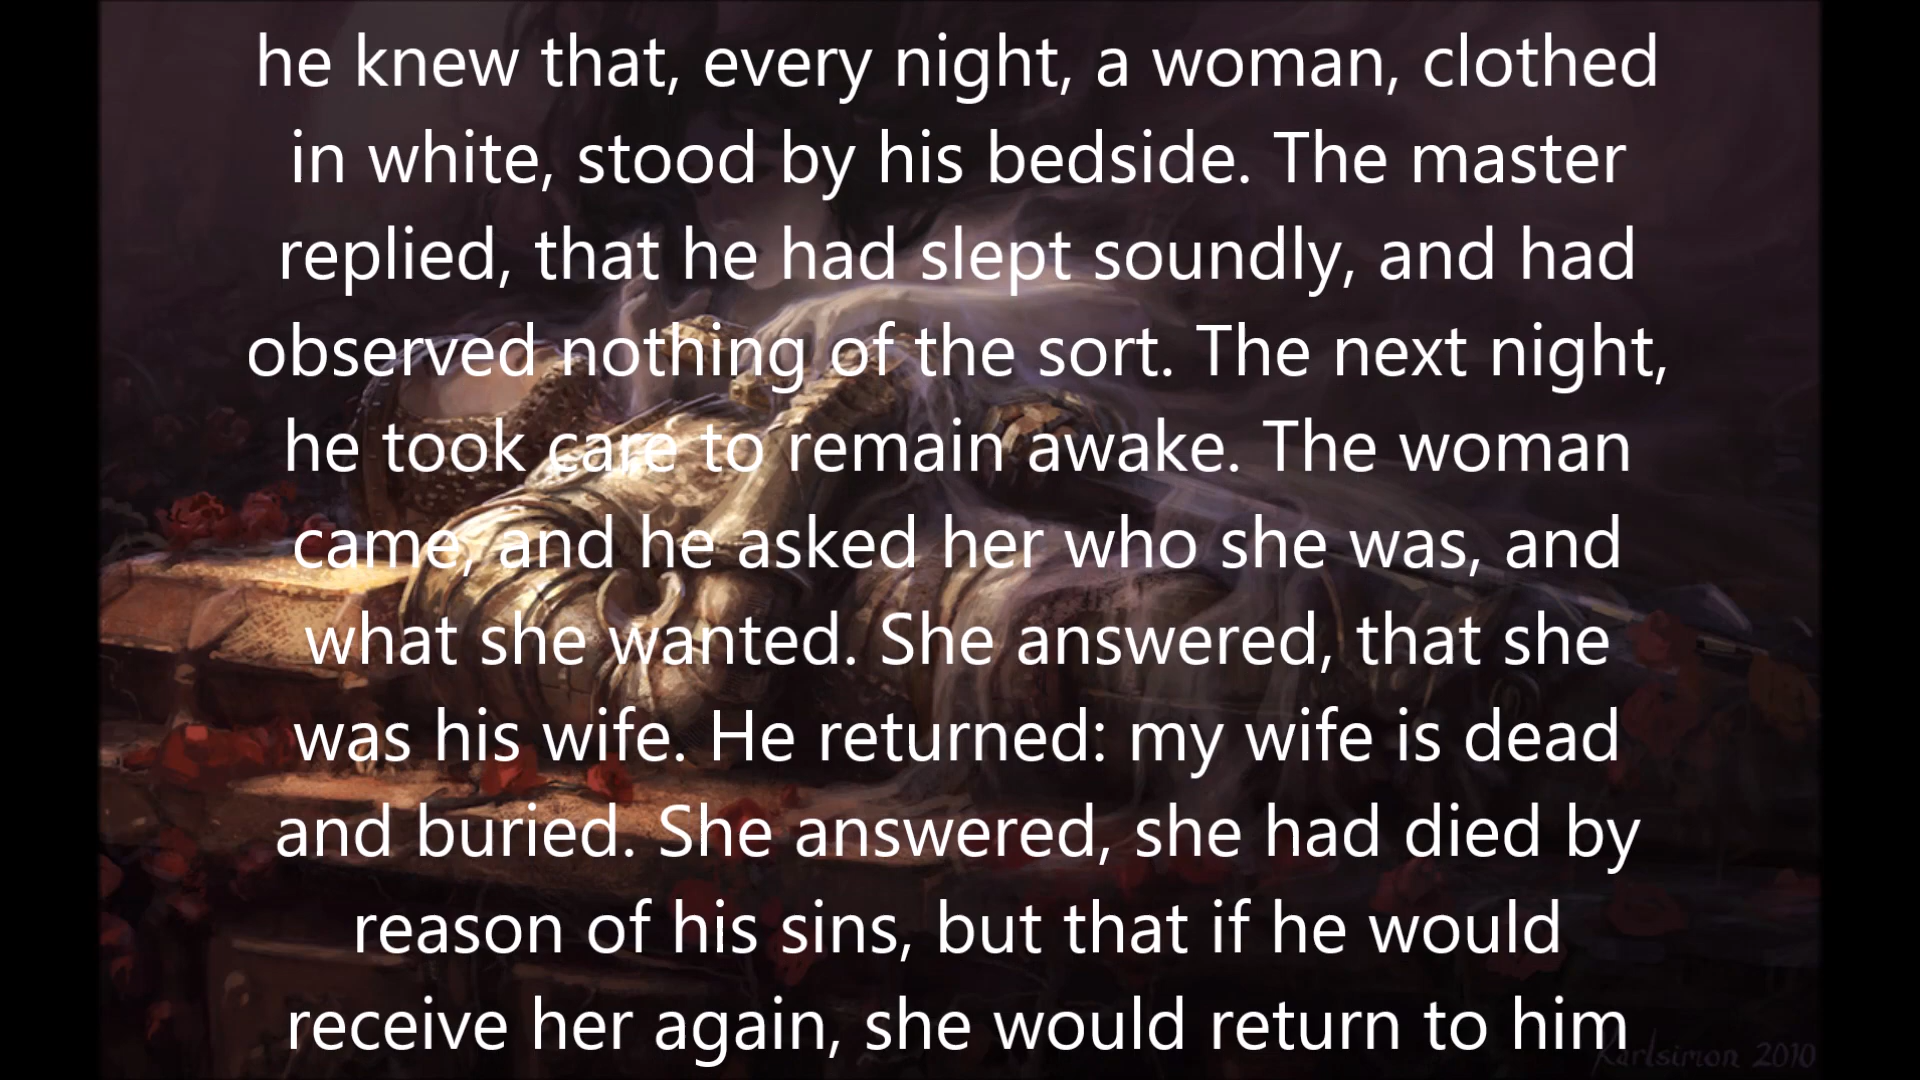 he knew that, every night, a woman, clothed
in white, stood by his bedside. The master
replied, that he had slept soundly, and had
observed nothing of the sort. The next night,
he took care to remain awake. The woman
came, and he asked her who she was, and
what she wanted. She answered, that she
was his wife. He returned: my wife is dead
and buried. She answered, she had died by
reason of his sins, but that if he would
receive her again, she would return to him
Karlsimon 2010